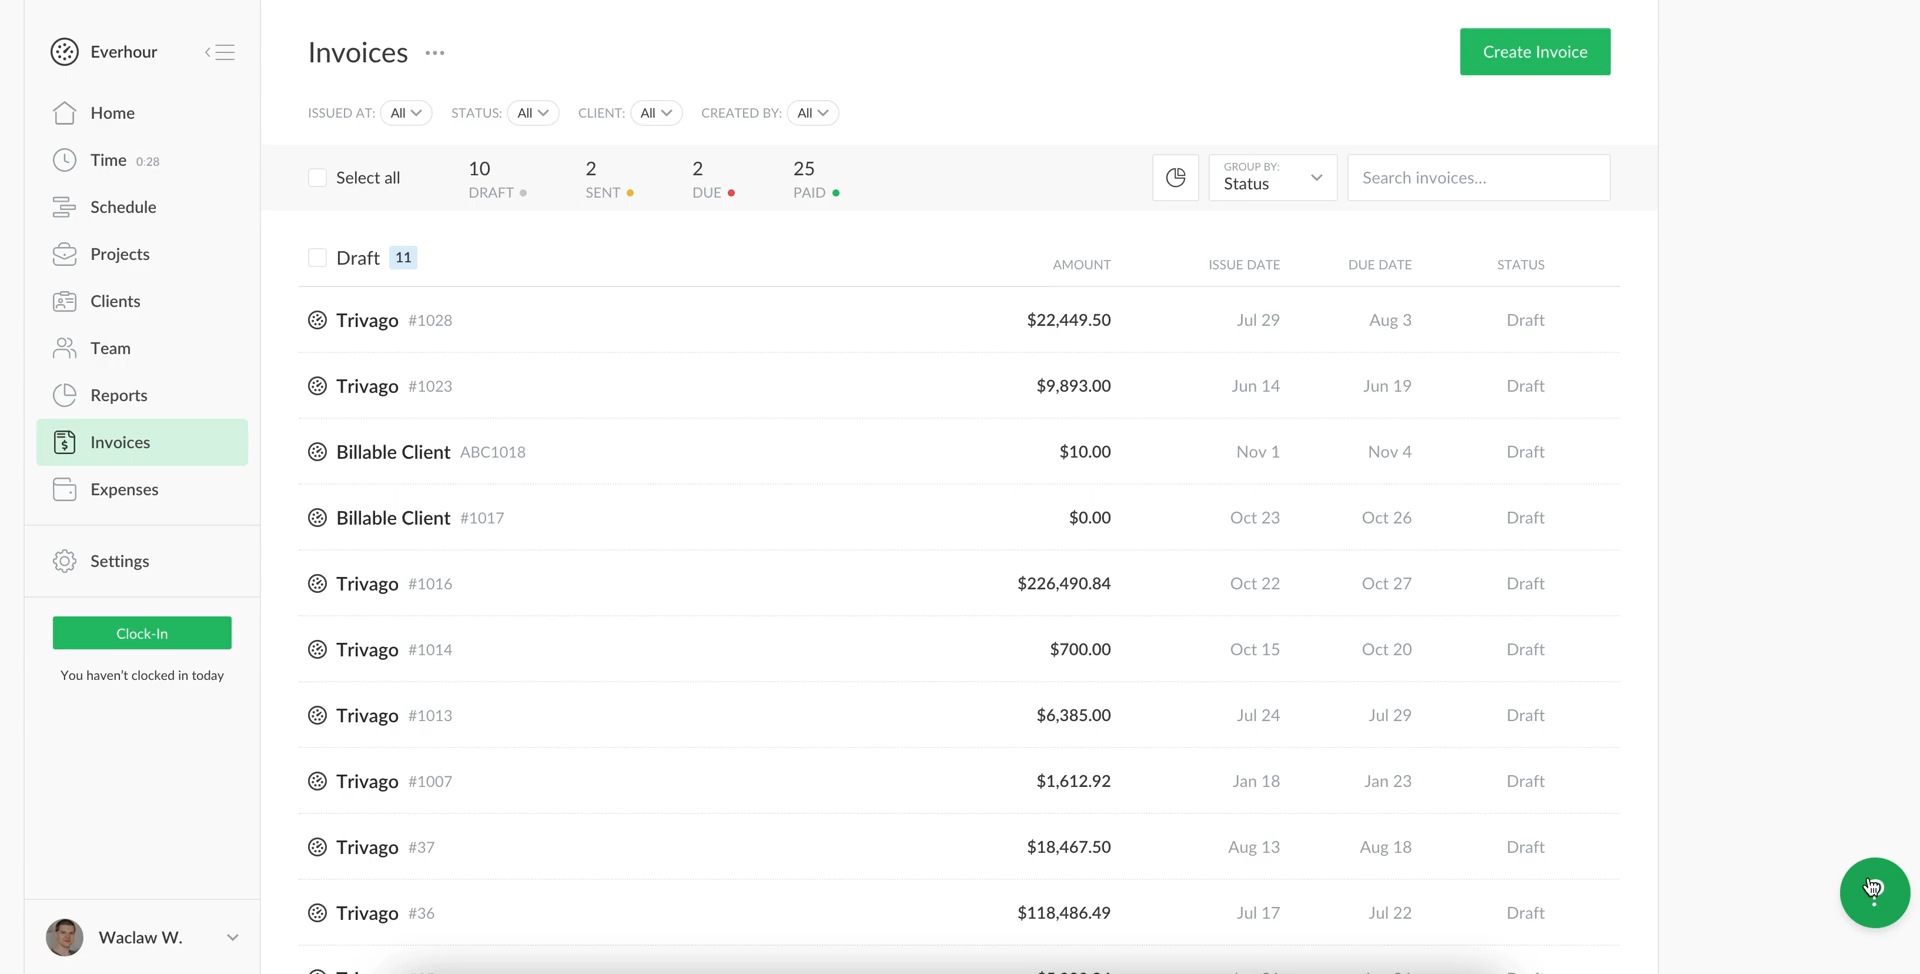 Everhour
Home
Time 0:28
Schedule
Projects
Clients
Team
Reports
Invoices
Expenses
Settings
Clock-In
You haven't clocked in today
Waclaw W.
Invoices
Create Invoice
ISSUED AT: All STATUS: All CLIENT: All CREATED BY: All
Select all
10 DRAFT
2 SENT
2 DUE
25 PAID
GROUP BY:
Status
Search invoices...
Draft 11 AMOUNT ISSUE DATE DUE DATE STATUS
Trivago #1028 $22,449.50 Jul 29 Aug 3 Draft
Trivago #1023 $9,893.00 Jun 14 Jun 19 Draft
Billable Client ABC1018 $10.00 Nov 1 Nov 4 Draft
Billable Client #1017 $0.00 Oct 23 Oct 26 Draft
Trivago #1016 $226,490.84 Oct 22 Oct 27 Draft
Trivago #1014 $700.00 Oct 15 Oct 20 Draft
Trivago #1013 $6,385.00 Jul 24 Jul 29 Draft
Trivago #1007 $1,612.92 Jan 18 Jan 23 Draft
Trivago #37 $18,467.50 Aug 13 Aug 18 Draft
Trivago #36 $118,486.49 Jul 17 Jul 22 Draft